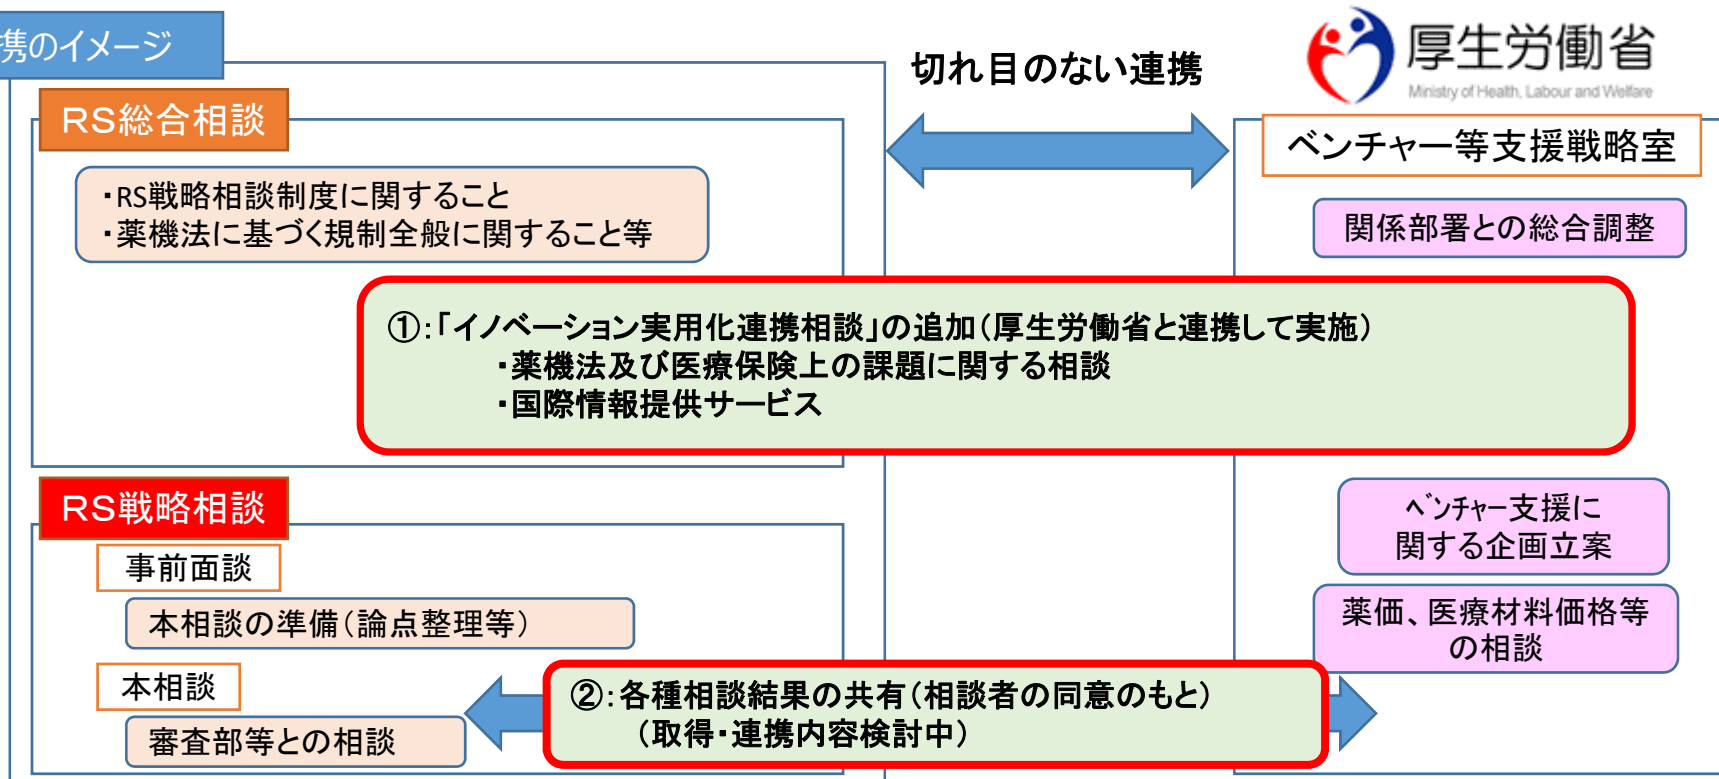 携のイメージ
切れ目のない連携
厚生労働省
Ministry of Health, Labour and Welfare
RS総合相談
・RS戦略相談制度に関すること
・薬機法に基づく規制全般に関すること等
ベンチャー等支援戦略室
関係部署との総合調整
①：「イノベーション実用化連携相談」の追加（厚生労働省と連携して実施）
・薬機法及び医療保険上の課題に関する相談
・国際情報提供サービス
RS戦略相談
事前面談
本相談の準備（論点整理等）
本相談
審査部等との相談
ベンチャー支援に
関する企画立案
薬価、医療材料価格等
の相談
②：各種相談結果の共有（相談者の同意のもと）
（取得・連携内容検討中）